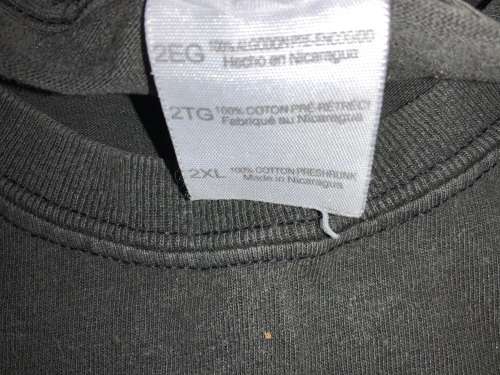 2EG 100% ALGODON PRE-ENCOGIDO
Hecho en Nicaragua
2TG 100% COTON PRÉ-RÉTRÉCI
Fabriqué au Nicaragua
2XL 100% COTTON PRESHRUNK
Made in Nicaragua